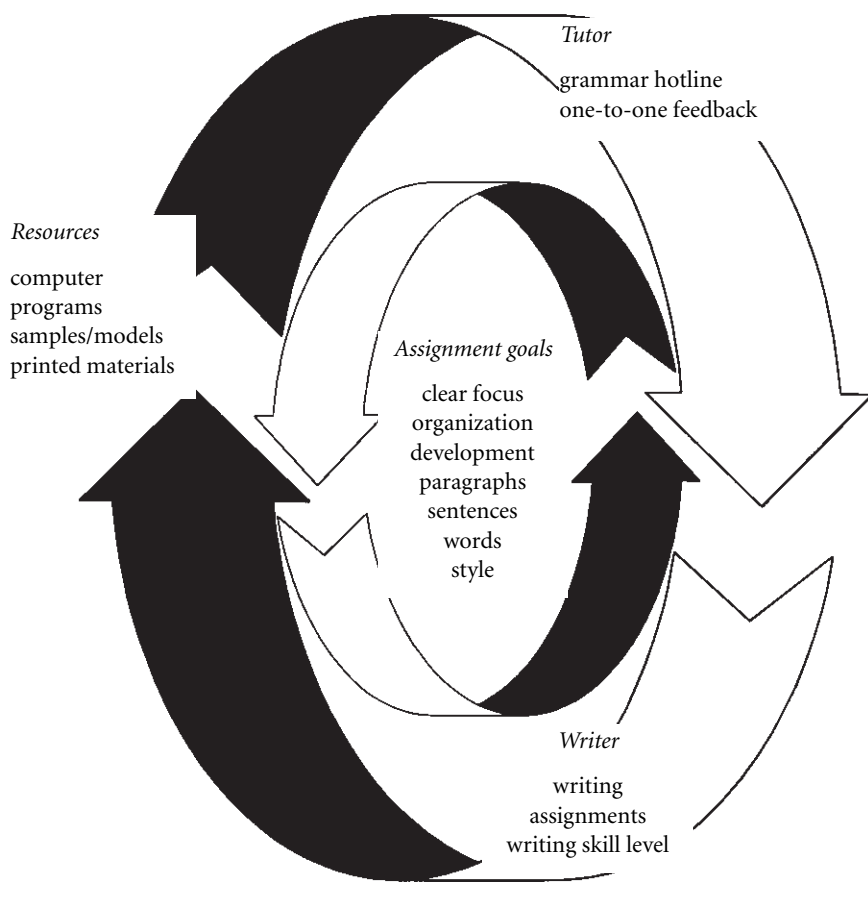 Tutor
grammar hotline
one-to-one feedback
Resources
computer
programs
samples/models
printed materials
Assignment goals
clear focus
organization
development
paragraphs
sentences
words
style
Writer
writing
assignments
writing skill level